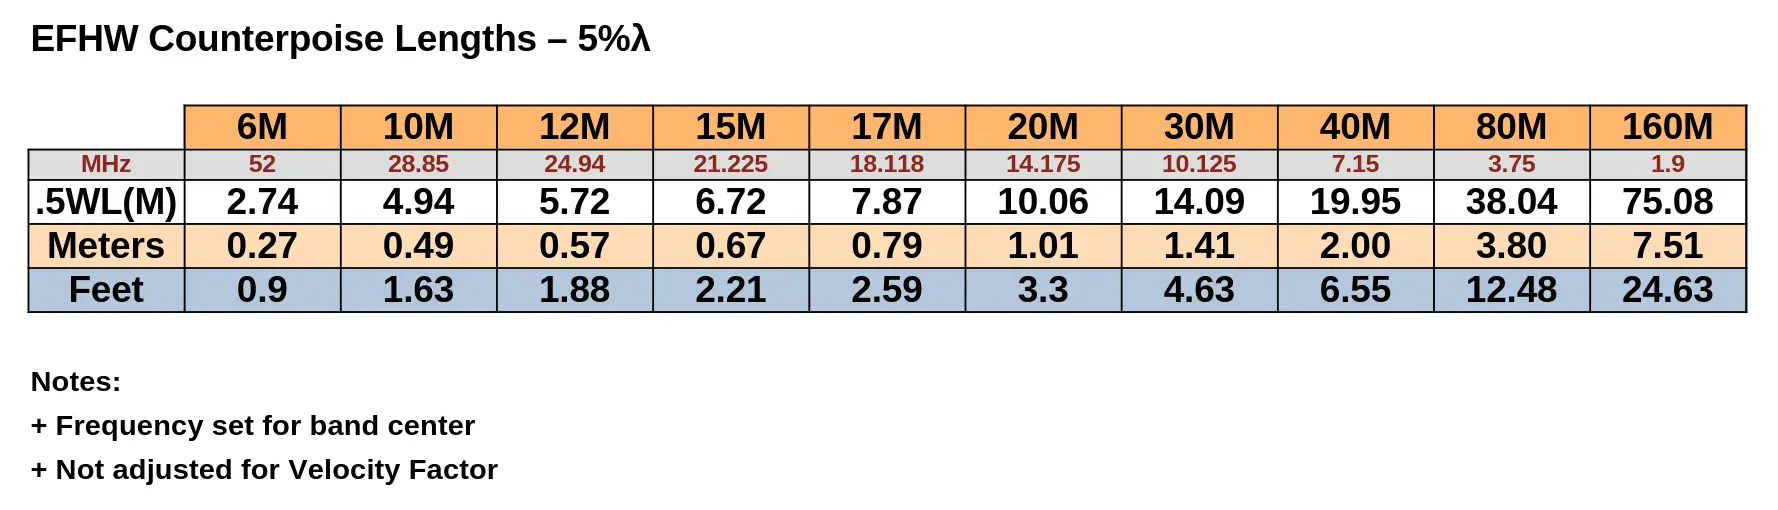 EFHW Counterpoise Lengths – 5%λ
6M 10M 12M 15M 17M 20M 30M 40M 80M 160M
MHz 52 28.85 24.94 21.225 18.118 14.175 10.125 7.15 3.75 1.9
.5WL(M) 2.74 4.94 5.72 6.72 7.87 10.06 14.09 19.95 38.04 75.08
Meters 0.27 0.49 0.57 0.67 0.79 1.01 1.41 2.00 3.80 7.51
Feet 0.9 1.63 1.88 2.21 2.59 3.3 4.63 6.55 12.48 24.63
Notes:
+ Frequency set for band center
+ Not adjusted for Velocity Factor